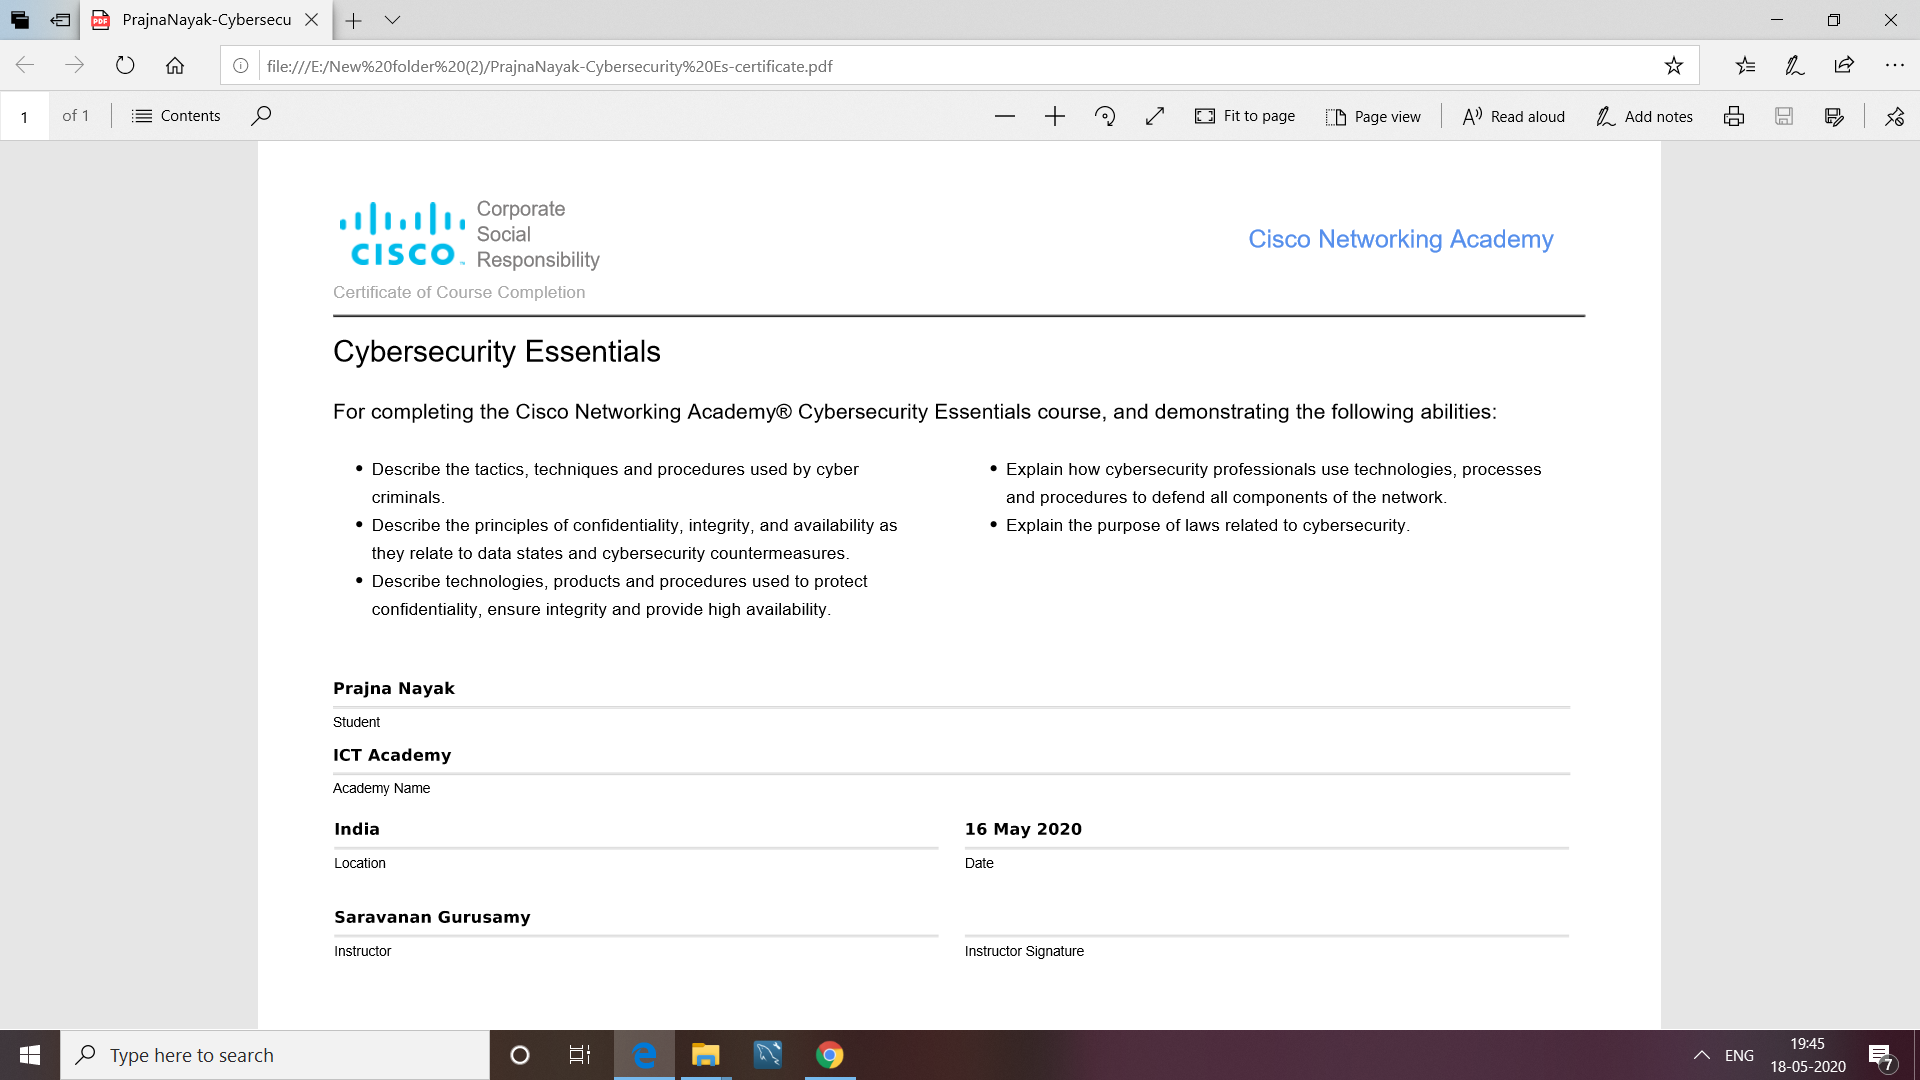 PrajnaNayak-Cybersecu
file:///E:/New%20folder%20(2)/PrajnaNayak-Cybersecurity%20Es-certificate.pdf
1 of 1 Contents Fit to page Page view Read aloud Add notes
CISCO
Corporate
Social
Responsibility
Cisco Networking Academy
Certificate of Course Completion
Cybersecurity Essentials
For completing the Cisco Networking Academy® Cybersecurity Essentials course, and demonstrating the following abilities:
• Describe the tactics, techniques and procedures used by cyber
criminals.
• Describe the principles of confidentiality, integrity, and availability as
they relate to data states and cybersecurity countermeasures.
• Describe technologies, products and procedures used to protect
confidentiality, ensure integrity and provide high availability.
• Explain how cybersecurity professionals use technologies, processes
and procedures to defend all components of the network.
• Explain the purpose of laws related to cybersecurity.
Prajna Nayak
Student
ICT Academy
Academy Name
India
Location
16 May 2020
Date
Saravanan Gurusamy
Instructor
Instructor Signature
Type here to search
ENG
19:45
18-05-2020
7